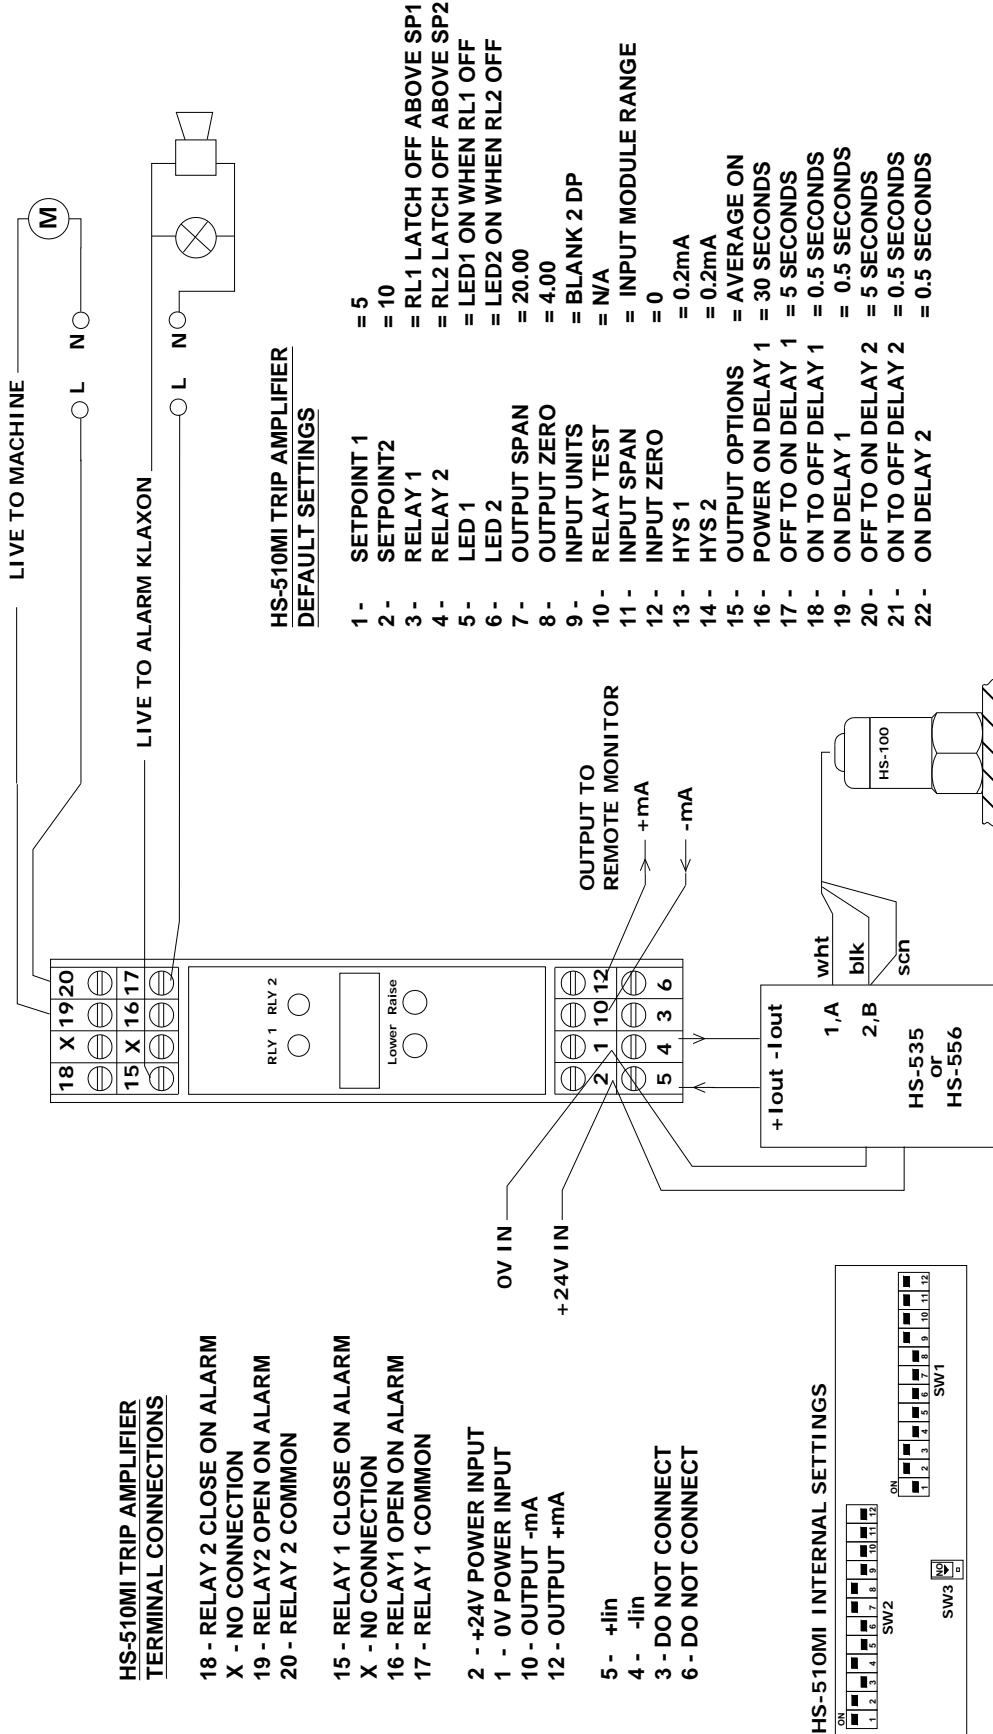 HS-510MI TRIP AMPLIFIER
TERMINAL CONNECTIONS
18 - RELAY 2 CLOSE ON ALARM
X - NO CONNECTION
19 - RELAY2 OPEN ON ALARM
20 - RELAY 2 COMMON
15 - RELAY 1 CLOSE ON ALARM
X - N0 CONNECTION
16 - RELAY1 OPEN ON ALARM
17 - RELAY 1 COMMON
2 - +24V POWER INPUT
1 - 0V POWER INPUT
10 - OUTPUT -mA
12 - OUTPUT +mA
5 - +Iin
4 - -Iin
3 - DO NOT CONNECT
6 - DO NOT CONNECT
HS-510MI INTERNAL SETTINGS
ON
1 2 3 4 5 6 7 8 9 10 11 12
SW2
ON
1 2 3 4 5 6 7 8 9 10 11 12
SW1
NO
SW3
18 X 19 20
15 X 16 17
RLY 1 RLY 2
Lower Raise
2 1 10 12
5 4 3 6
0V IN
+24V IN
+Iout -Iout
1,A
2,B
HS-535
or
HS-556
wht
blk
scn
HS-100
OUTPUT TO
REMOTE MONITOR
+mA
-mA
LIVE TO MACHINE
L N
M
LIVE TO ALARM KLAXON
L N
HS-510MI TRIP AMPLIFIER
DEFAULT SETTINGS
1 - SETPOINT 1 = 5
2 - SETPOINT2 = 10
3 - RELAY 1 = RL1 LATCH OFF ABOVE SP1
4 - RELAY 2 = RL2 LATCH OFF ABOVE SP2
5 - LED 1 = LED1 ON WHEN RL1 OFF
6 - LED 2 = LED2 ON WHEN RL2 OFF
7 - OUTPUT SPAN = 20.00
8 - OUTPUT ZERO = 4.00
9 - INPUT UNITS = BLANK 2 DP
10 - RELAY TEST = N/A
11 - INPUT SPAN = INPUT MODULE RANGE
12 - INPUT ZERO = 0
13 - HYS 1 = 0.2mA
14 - HYS 2 = 0.2mA
15 - OUTPUT OPTIONS = AVERAGE ON
16 - POWER ON DELAY 1 = 30 SECONDS
17 - OFF TO ON DELAY 1 = 5 SECONDS
18 - ON TO OFF DELAY 1 = 0.5 SECONDS
19 - ON DELAY 1 = 0.5 SECONDS
20 - OFF TO ON DELAY 2 = 5 SECONDS
21 - ON TO OFF DELAY 2 = 0.5 SECONDS
22 - ON DELAY 2 = 0.5 SECONDS